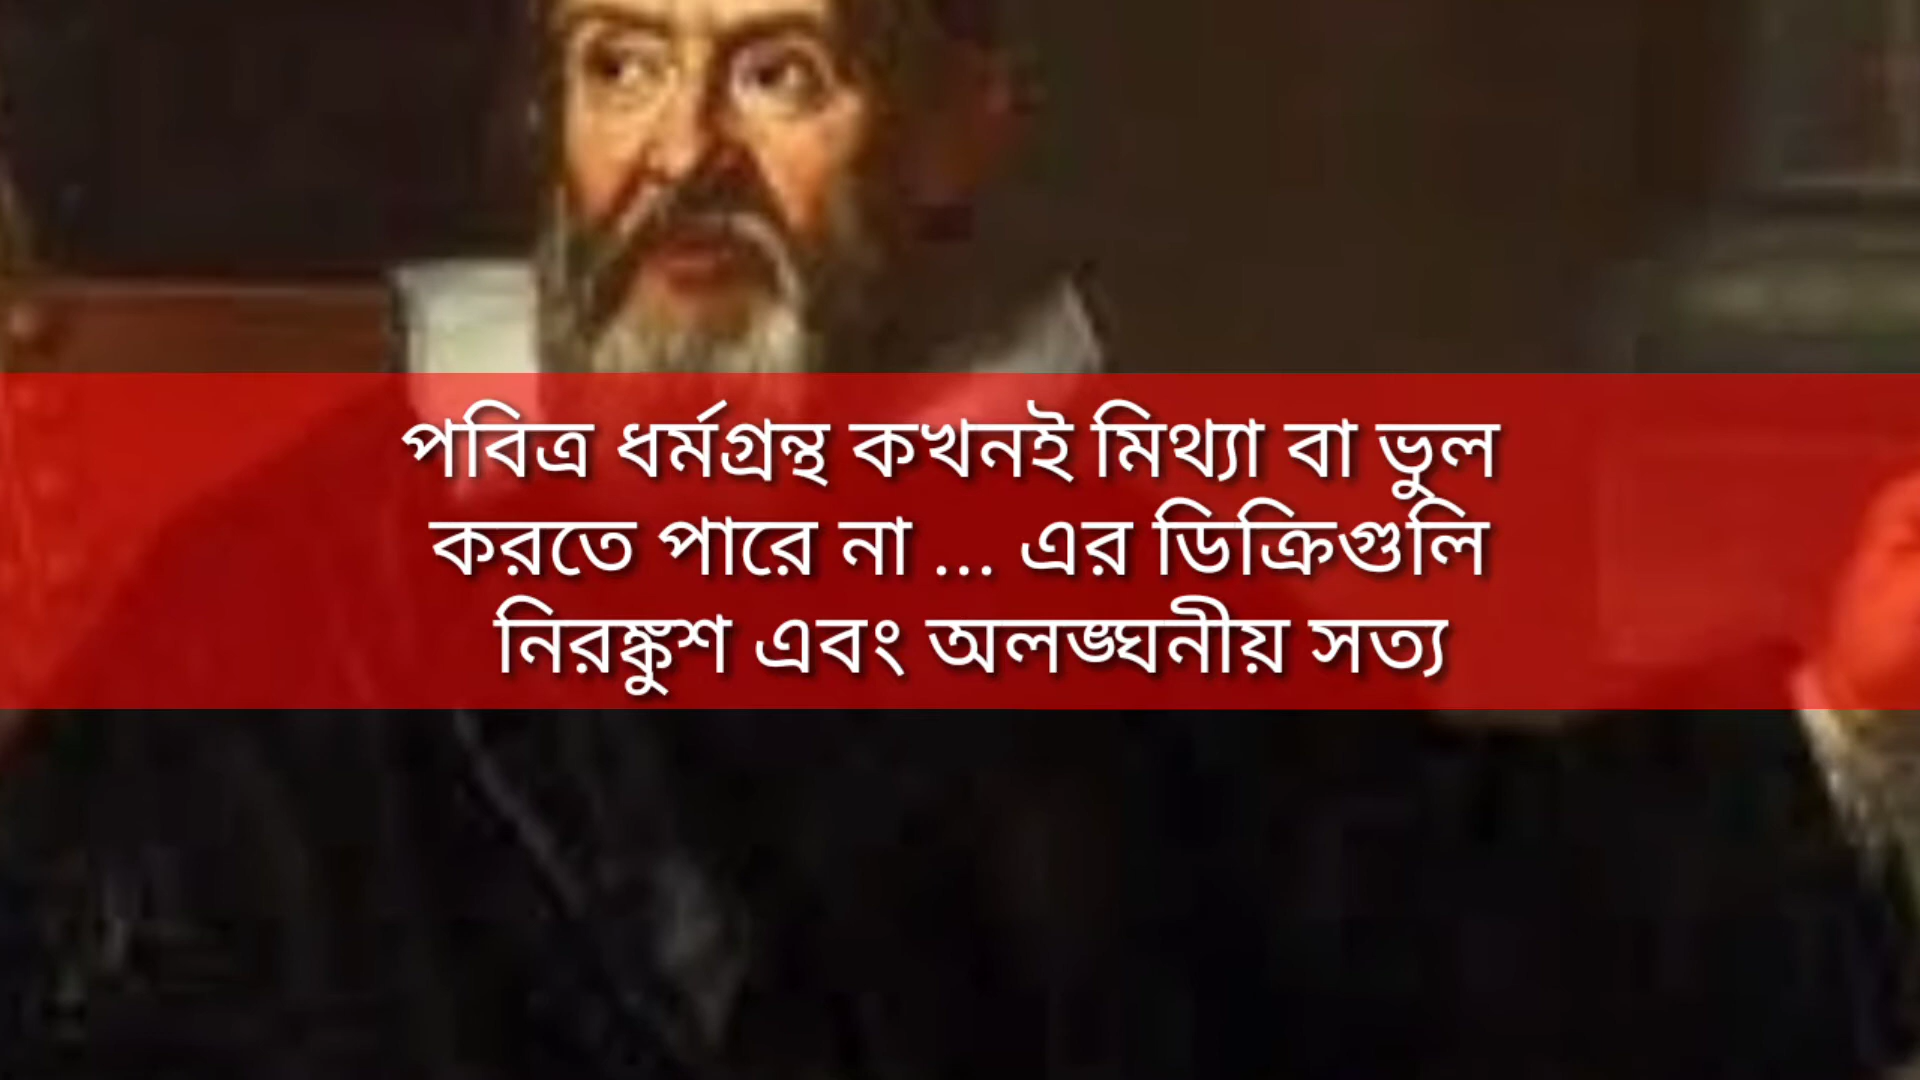 পবিত্র ধর্মগ্রন্থ কখনই মিথ্যা বা ভুল
করতে পারে না ... এর ডিক্রিগুলি
নিরঙ্কুশ এবং অলঙ্ঘনীয় সত্য